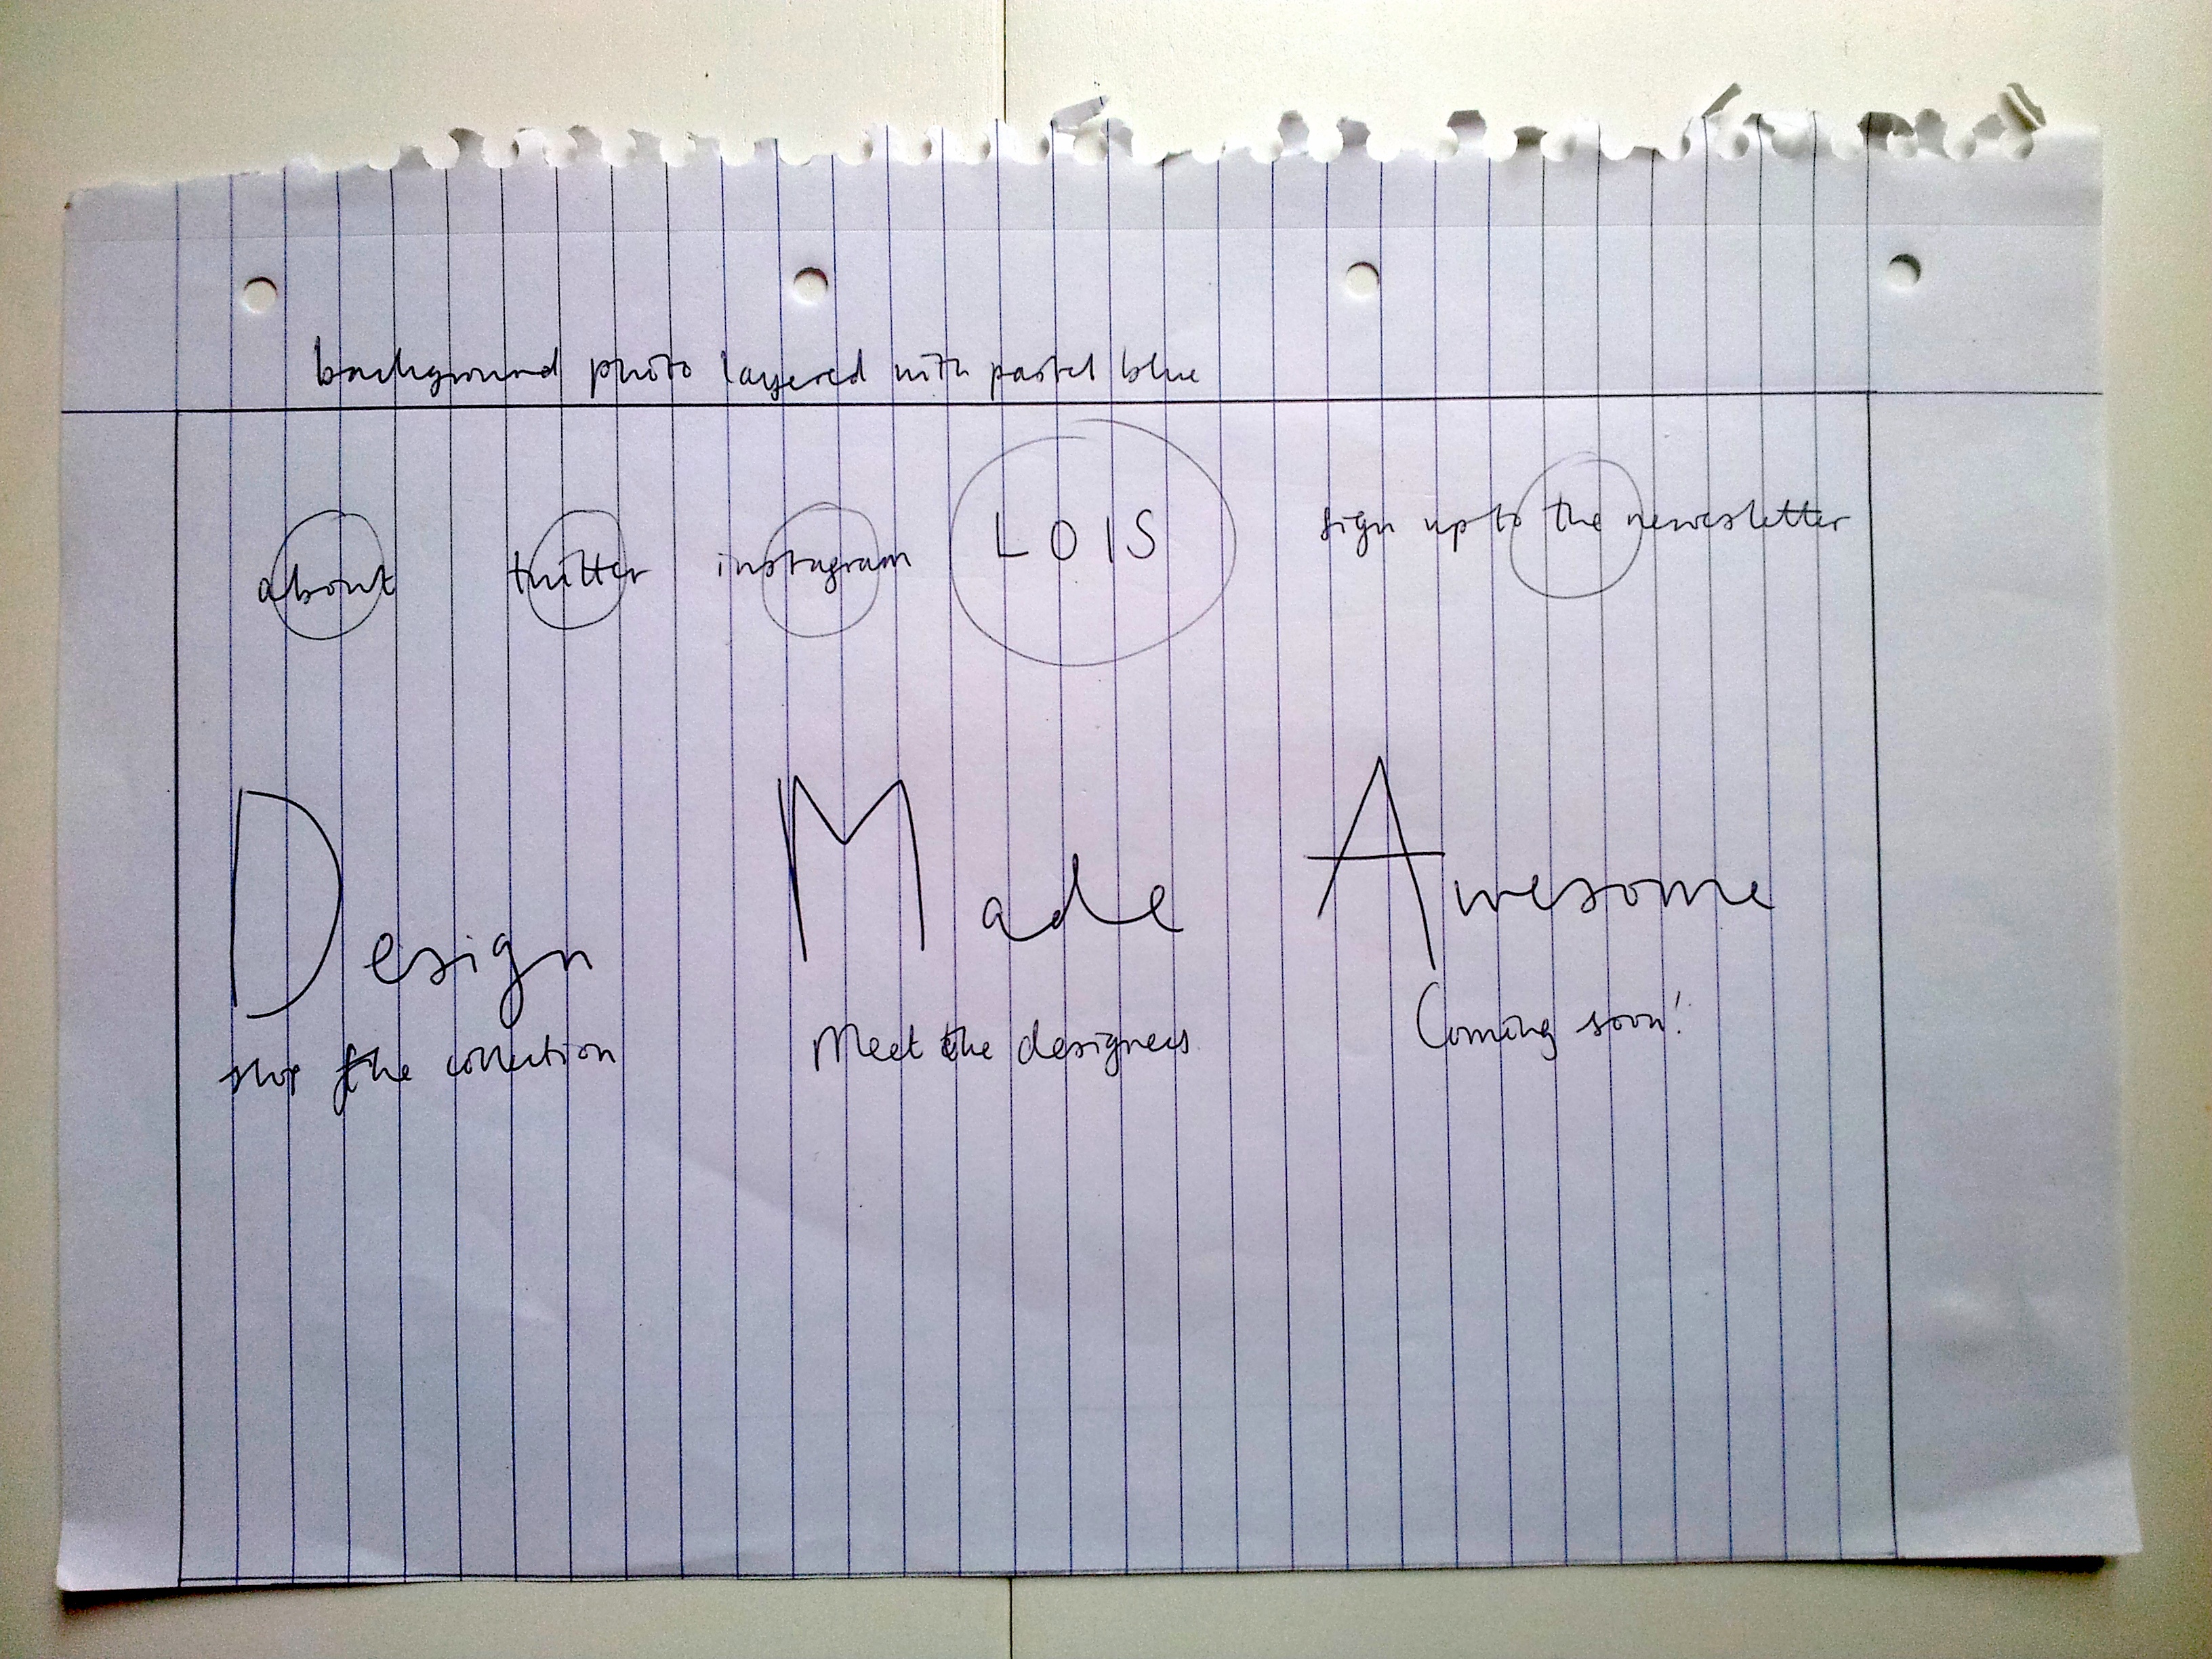 background photo layered with pastel blue
about twitter instagram LOIS sign up to the newsletter
Design Made Awesome
shop the collection Meet the designers Coming soon!